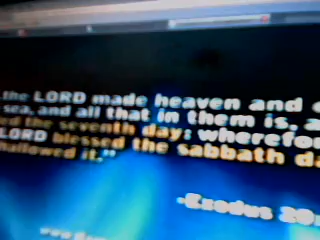 the LORD made heaven and
sea, and all that in them is,
ed the seventh day: wherefor
LORD blessed the sabbath da
hallowed it."
-Exodus 20: